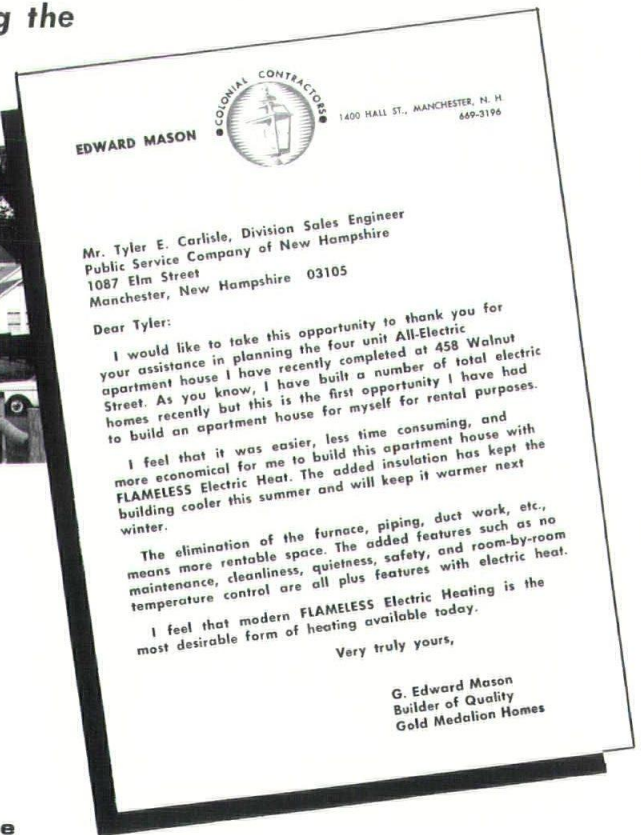 g the
COLONIAL CONTRACTORS
EDWARD MASON
1400 HALL ST., MANCHESTER, N. H.
669-3196
Mr. Tyler E. Carlisle, Division Sales Engineer
Public Service Company of New Hampshire
1087 Elm Street
Manchester, New Hampshire 03105
Dear Tyler:
I would like to take this opportunity to thank you for
your assistance in planning the four unit All-Electric
apartment house I have recently completed at 458 Walnut
Street. As you know, I have built a number of total electric
homes recently but this is the first opportunity I have had
to build an apartment house for myself for rental purposes.
I feel that it was easier, less time consuming, and
more economical for me to build this apartment house with
FLAMELESS Electric Heat. The added insulation has kept the
building cooler this summer and will keep it warmer next
winter.
The elimination of the furnace, piping, duct work, etc.,
means more rentable space. The added features such as no
maintenance, cleanliness, quietness, safety, and room-by-room
temperature control are all plus features with electric heat.
I feel that modern FLAMELESS Electric Heating is the
most desirable form of heating available today.
Very truly yours,
G. Edward Mason
Builder of Quality
Gold Medalion Homes
e